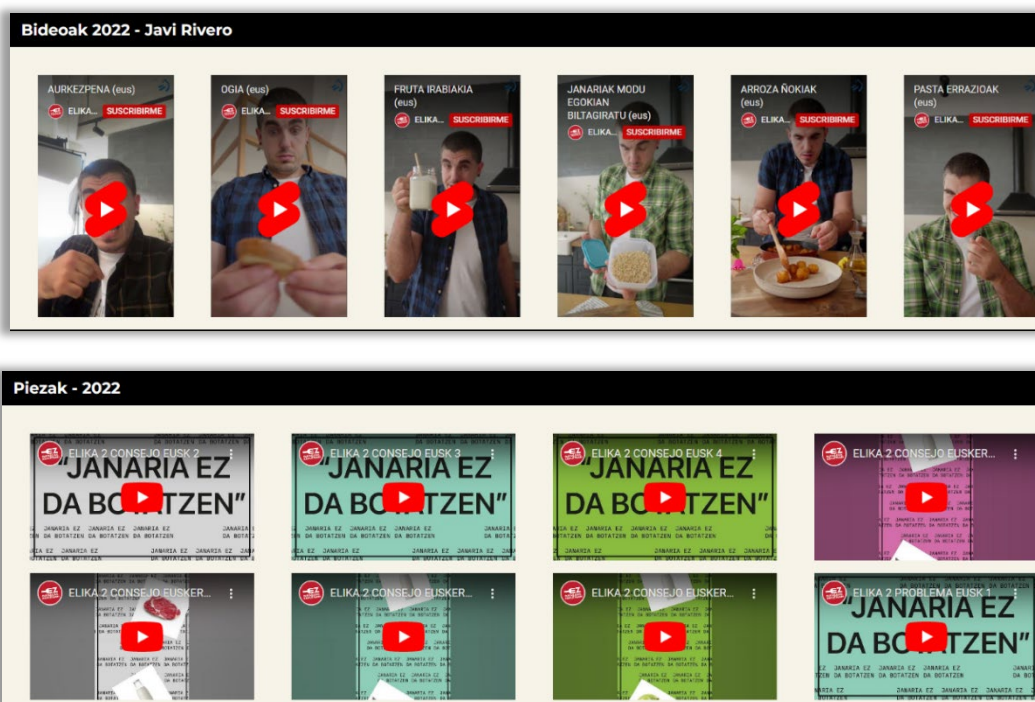 Bideoak 2022 - Javi Rivero
AURKEZPENA (eus)
ELIKA... SUSCRIBIRME
OGIA (eus)
ELIKA... SUSCRIBIRME
FRUTA IRABIAKIA
(eus)
ELIKA... SUSCRIBIRME
JANARIAK MODU
EGOKIAN
BILTAGIRATU (eus)
ELIKA... SUSCRIBIRME
ARROZA ÑOKIAK
(eus)
ELIKA... SUSCRIBIRME
PASTA ERRAZIOAK
(eus)
ELIKA... SUSCRIBIRME
Piezak - 2022
ELIKA 2 CONSEJO EUSK 2
"JANARIA EZ
DA BOTATZEN"
ELIKA 2 CONSEJO EUSK 3
"JANARIA EZ
DA BOTATZEN"
ELIKA 2 CONSEJO EUSK 4
"JANARIA EZ
DA BOTATZEN"
ELIKA 2 CONSEJO EUSKER...
ELIKA 2 CONSEJO EUSKER...
ELIKA 2 CONSEJO EUSKER...
ELIKA 2 CONSEJO EUSKER...
ELIKA 2 PROBLEMA EUSK 1
"JANARIA EZ
DA BOTATZEN"